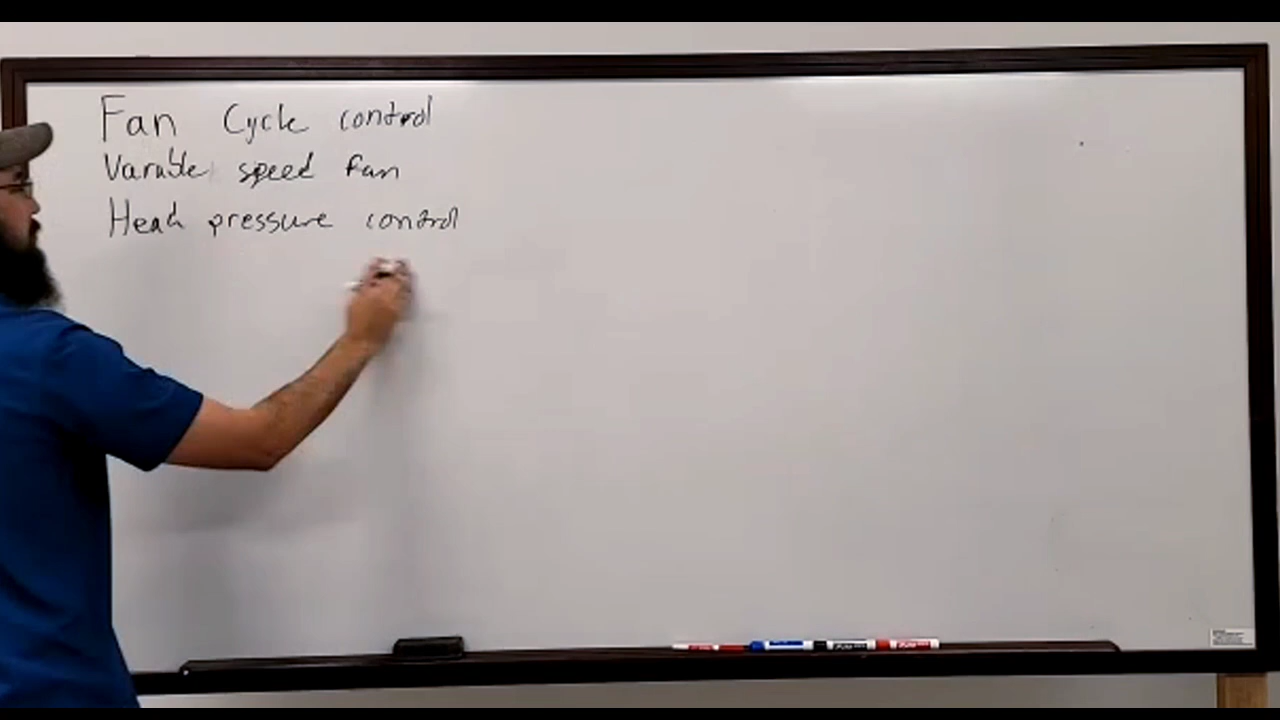 Fan Cycle control
Variable speed fan
Head pressure control